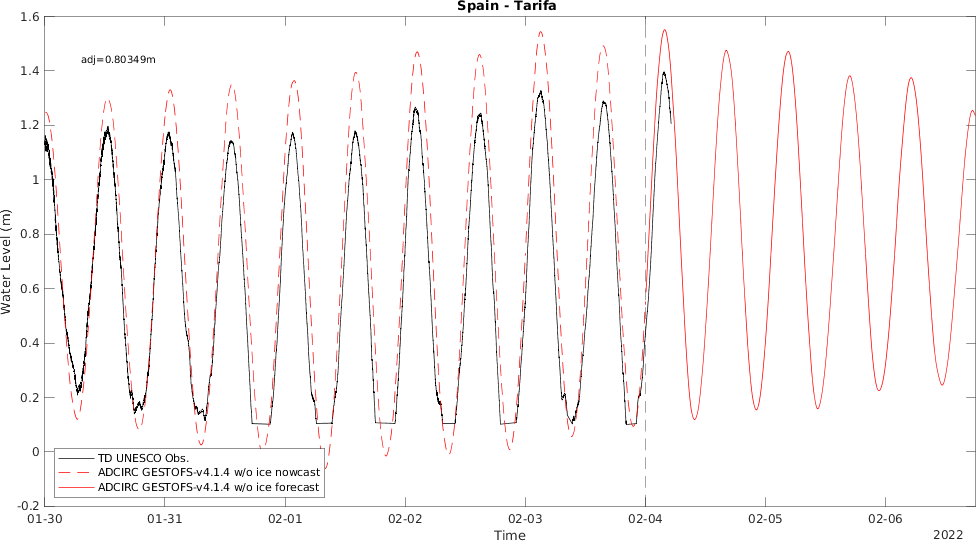 Spain - Tarifa
1.6
1.4
1.2
1
0.8
0.6
0.4
0.2
0
-0.2
Water Level (m)
adj=0.80349m
TD UNESCO Obs.
ADCIRC GESTOFS-v4.1.4 w/o ice nowcast
ADCIRC GESTOFS-v4.1.4 w/o ice forecast
01-30 01-31 02-01 02-02 02-03 02-04 02-05 02-06
Time
2022